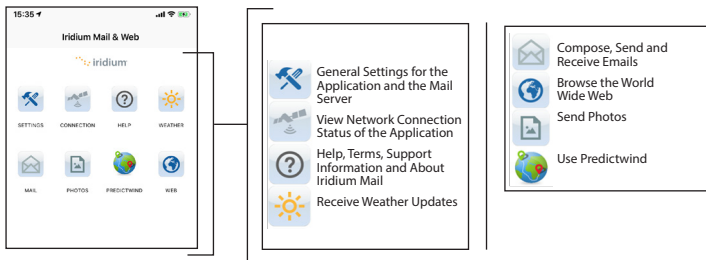 15:35
Iridium Mail & Web
iridium
SETTINGS CONNECTION HELP WEATHER
MAIL PHOTOS PREDICTWIND WEB
General Settings for the
Application and the Mail
Server
View Network Connection
Status of the Application
Help, Terms, Support
Information and About
Iridium Mail
Receive Weather Updates
Compose, Send and
Receive Emails
Browse the World
Wide Web
Send Photos
Use Predictwind